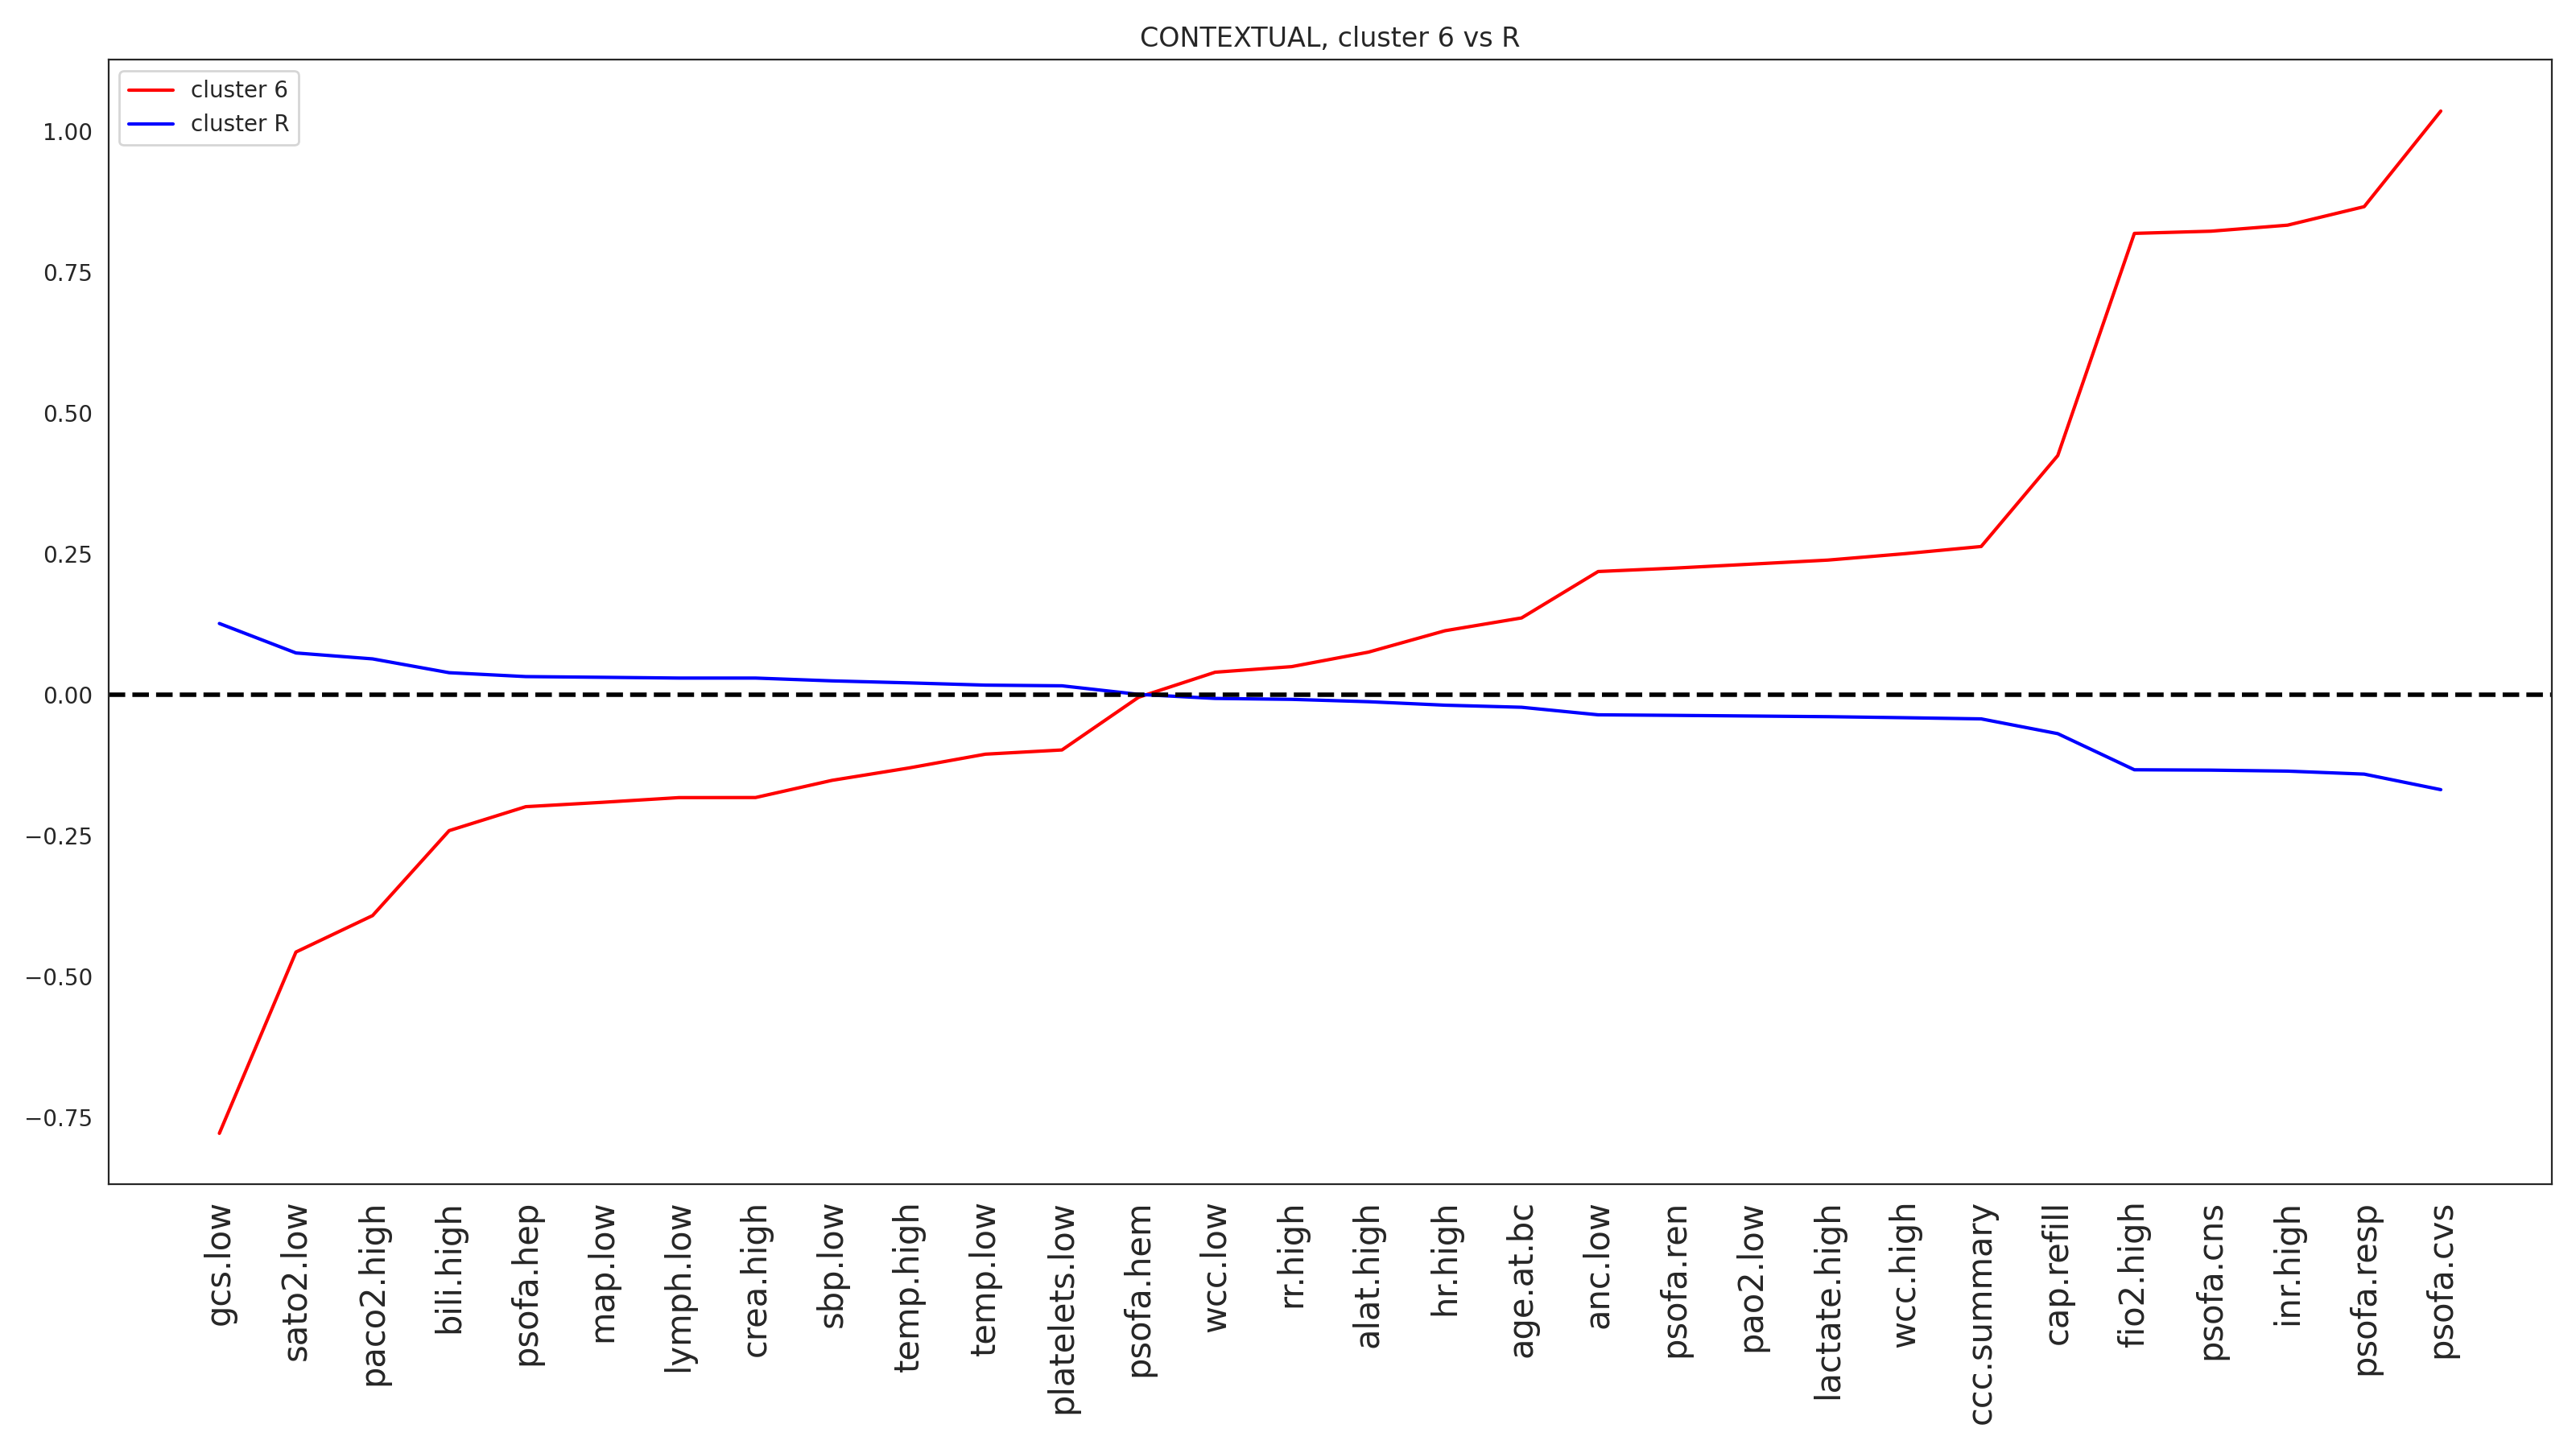 CONTEXTUAL, cluster 6 vs R
cluster 6
cluster R
1.00
0.75
0.50
0.25
0.00
−0.25
−0.50
−0.75
gcs.low
sato2.low
paco2.high
bili.high
psofa.hep
map.low
lymph.low
crea.high
sbp.low
temp.high
temp.low
platelets.low
psofa.hem
wcc.low
rr.high
alat.high
hr.high
age.at.bc
anc.low
psofa.ren
pao2.low
lactate.high
wcc.high
ccc.summary
cap.refill
fio2.high
psofa.cns
inr.high
psofa.resp
psofa.cvs